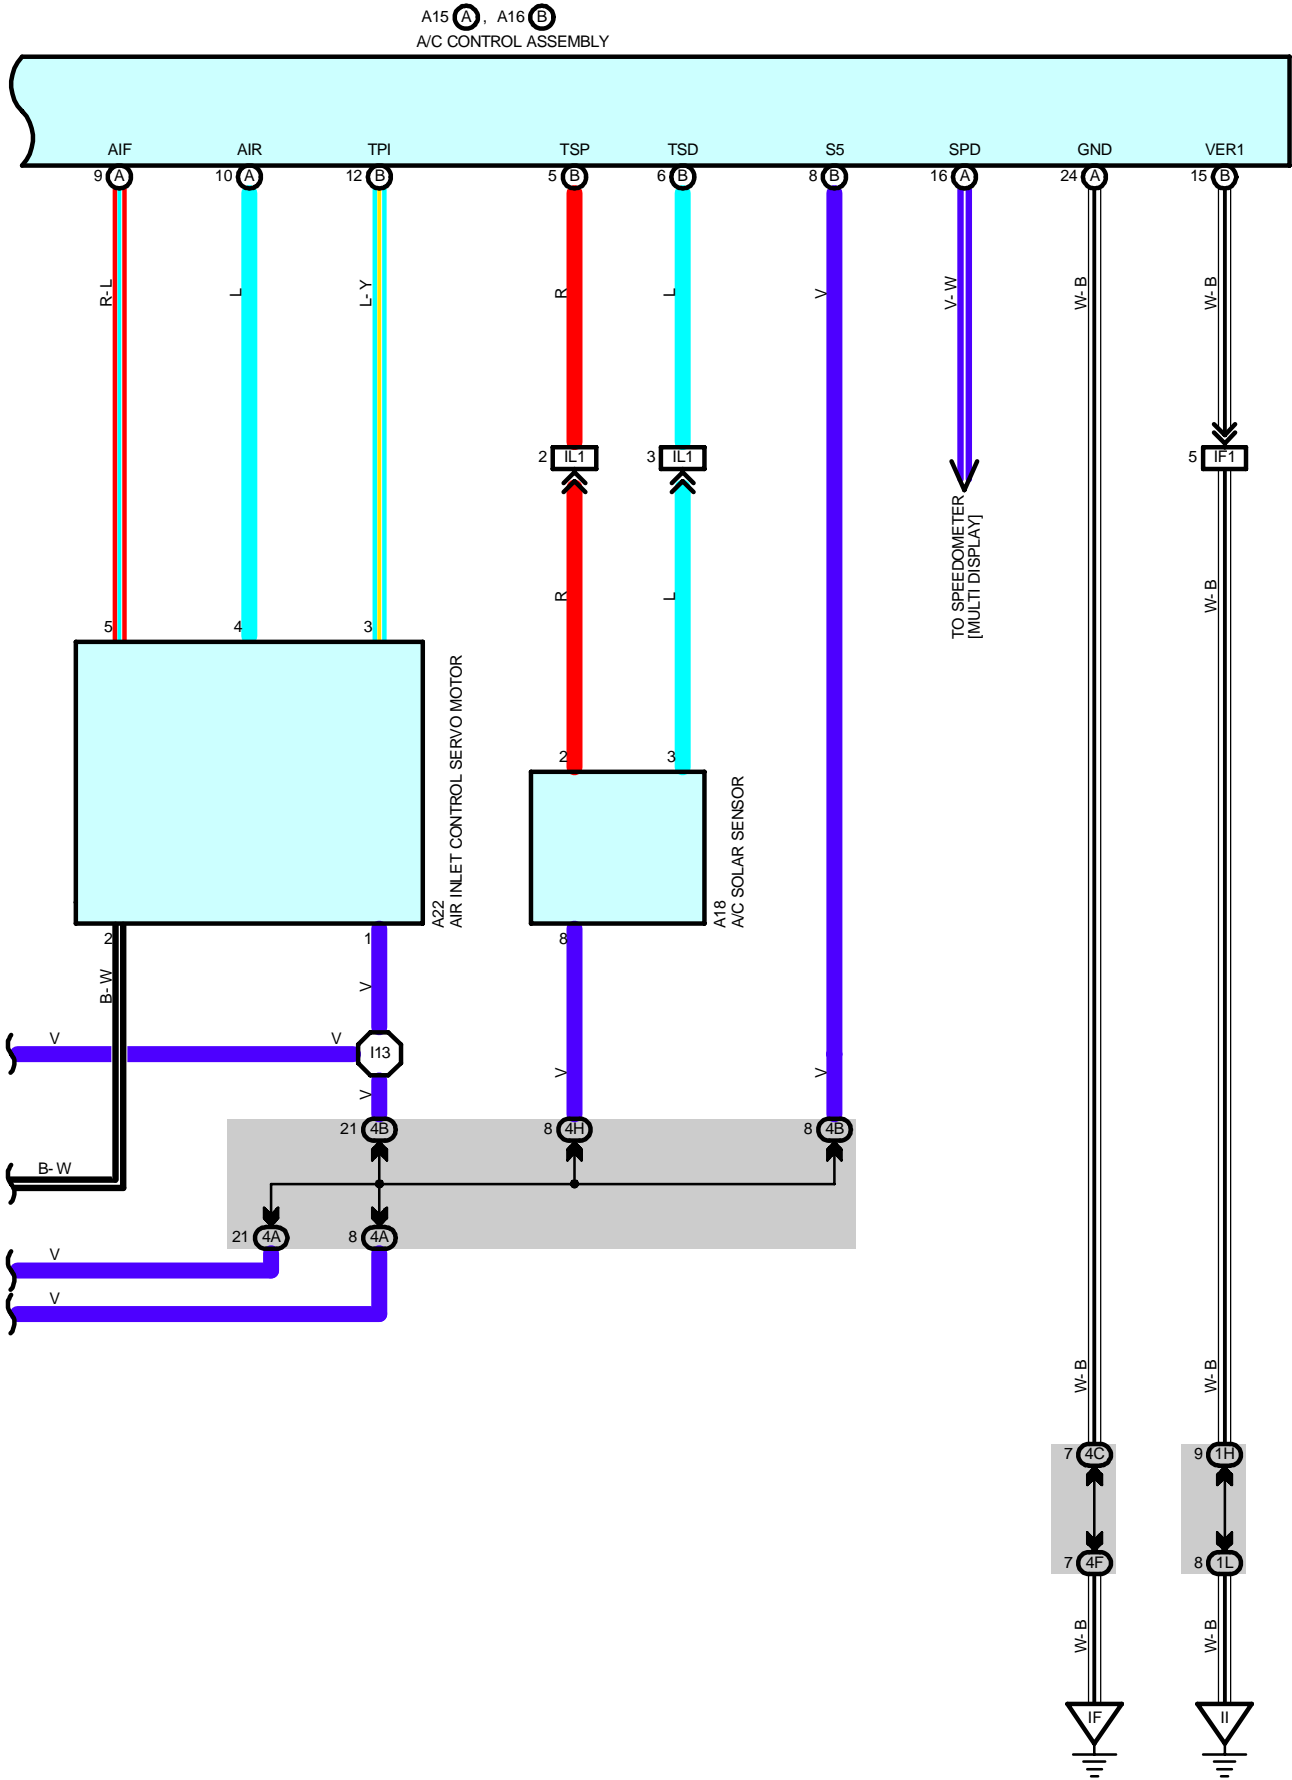 A15 A , A16 B
A/C CONTROL ASSEMBLY
AIF AIR TPI TSP TSD S5 SPD GND VER1
9 A 10 A 12 B 5 B 6 B 8 B 16 A 24 A 15 B
R-L L L-Y R L V V-W W-B W-B
2 IL1 3 IL1 5 IF1
TO SPEEDOMETER
[MULTI DISPLAY]
R L W-B
5 4 3
A22
AIR INLET CONTROL SERVO MOTOR
2 3
A18
A/C SOLAR SENSOR
2 1 8
B-W V
V V
I13
V V V
21 4B 8 4H 8 4B
B-W
21 4A 8 4A
V
V
W-B W-B
7 4C 9 1H
7 4F 8 1L
W-B W-B
IF II